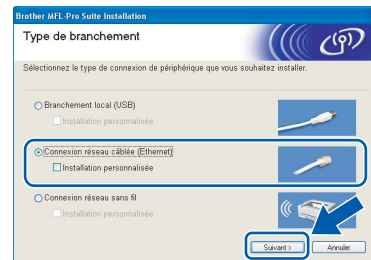 Brother MFL-Pro Suite Installation
Type de branchement
Sélectionnez le type de connexion de périphérique que vous souhaitez installer.
Branchement local (USB)
Installation personnalisée
Connexion réseau câblée (Ethernet)
Installation personnalisée
Connexion réseau sans fil
Installation personnalisée
Suivant >
Annuler